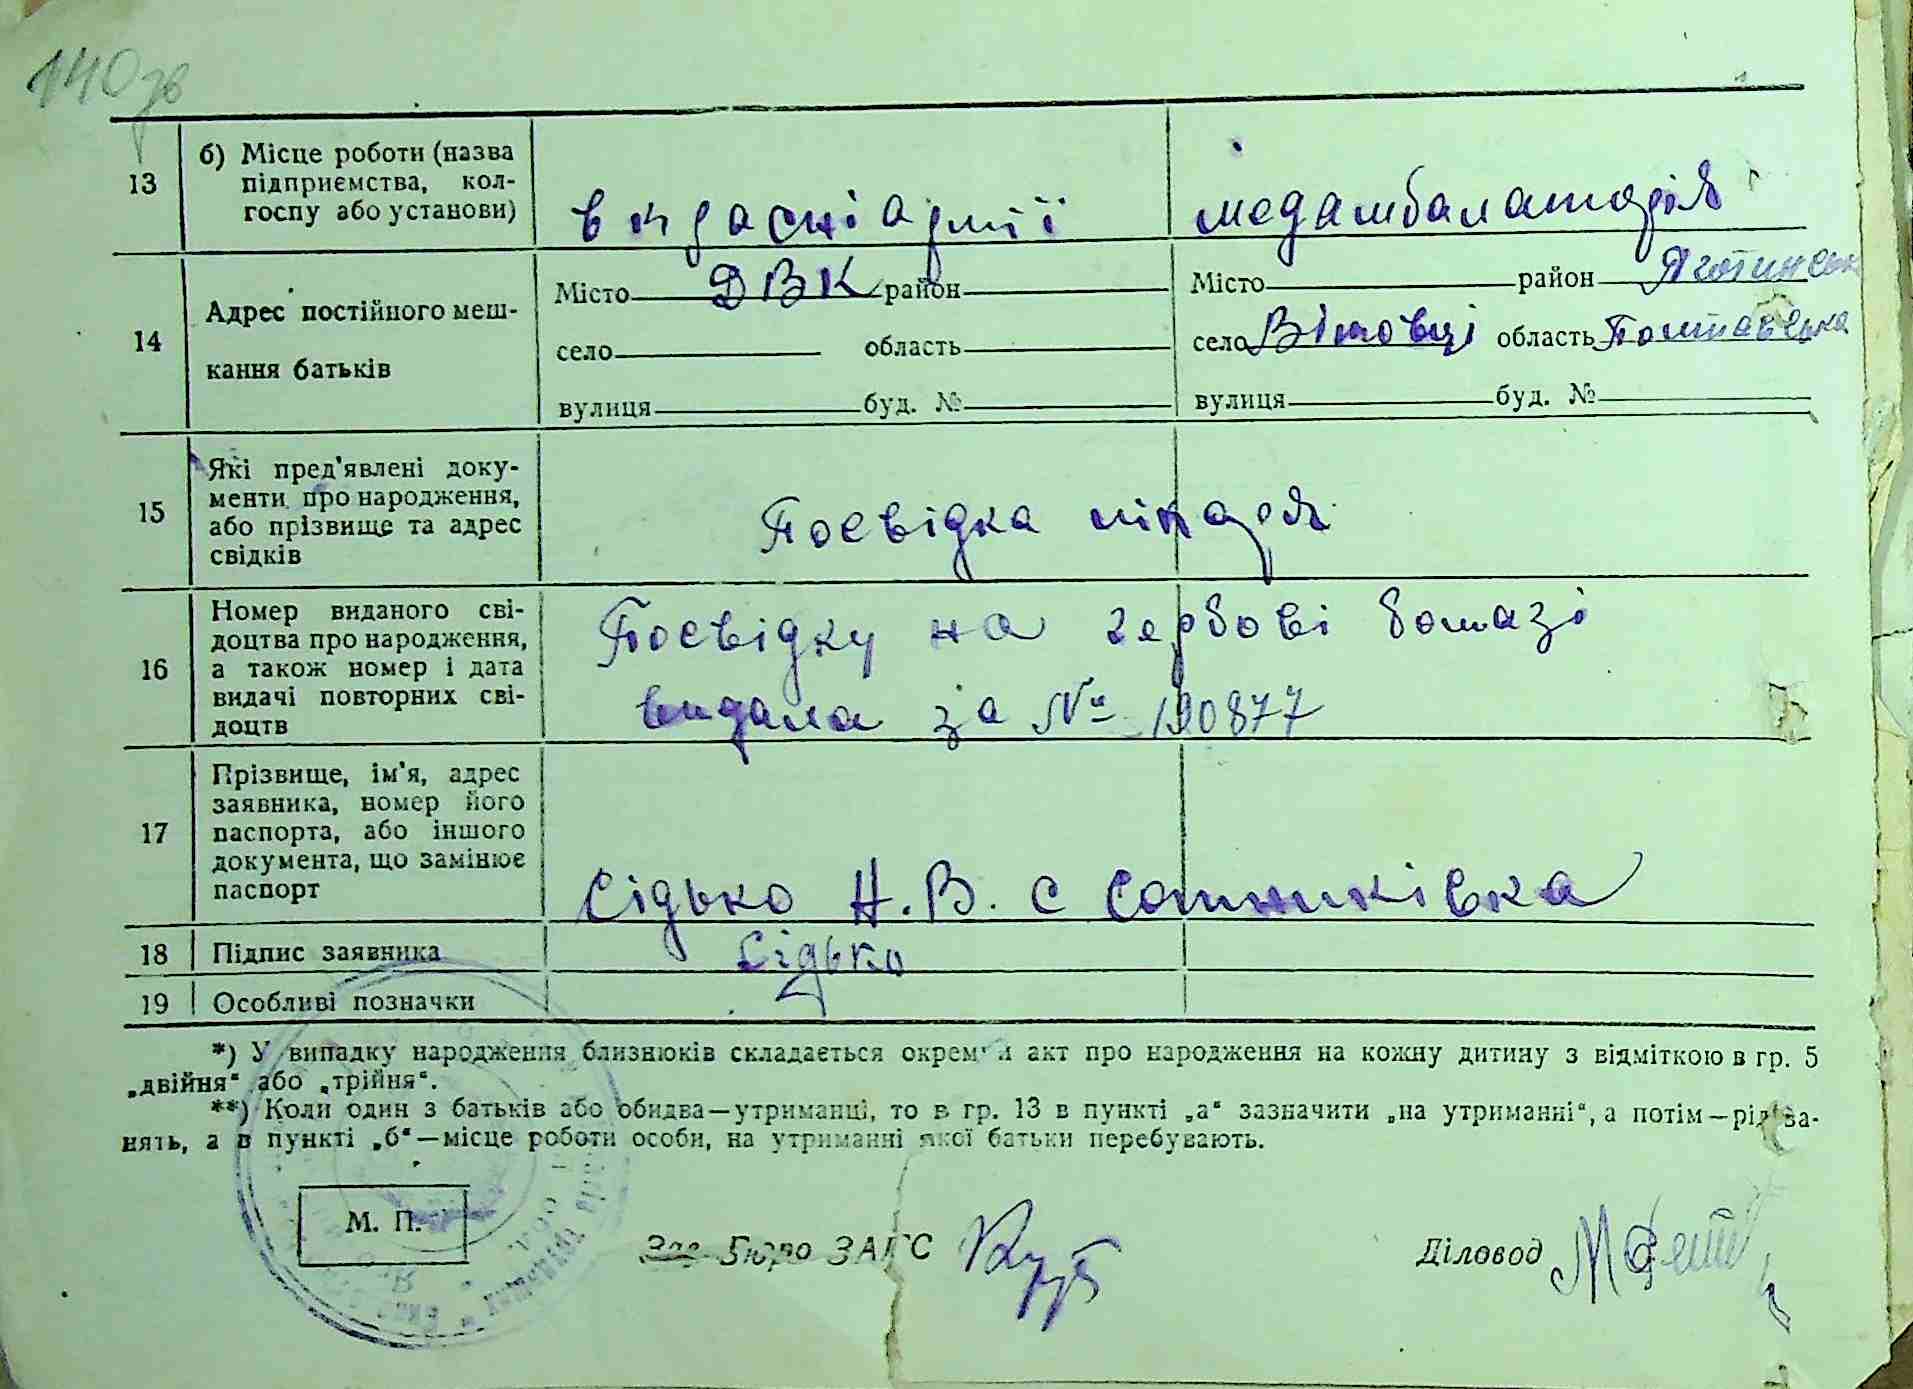 140зв
13 б) Місце роботи (назва
підприємства, кол-
госпу або установи)
в красній армії
медамбалаторія
14 Адрес постійного меш-
кання батьків
Місто ДВК район
село область
вулиця буд. №
Місто район Яготинськ
село область Полтавська
вулиця буд. №
15 Які пред'явлені доку-
менти про народження,
або прізвище та адрес
свідків
Посвідка лікаря
16 Номер виданого сві-
доцтва про народження,
а також номер і дата
видачі повторних сві-
доцтв
Посвідку на гербові бомазі
видала за № 190877
17 Прізвище, ім'я, адрес
заявника, номер його
паспорта, або іншого
документа, що замінює
паспорт
Сідько Н. В. с Сотниківка
18 Підпис заявника
Сідько
19 Особливі позначки
*) У випадку народження близнюків складається окремий акт про народження на кожну дитину з відміткою в гр. 5
„двійня“ або „трійня“.
**) Коли один з батьків або обидва—утриманці, то в гр. 13 в пункті „а“ зазначити „на утриманні“, а потім—рід за-
нять, а в пункті „б“—місце роботи особи, на утриманні якої батьки перебувають.
М. П.
Зав. Бюро ЗАГС
Діловод